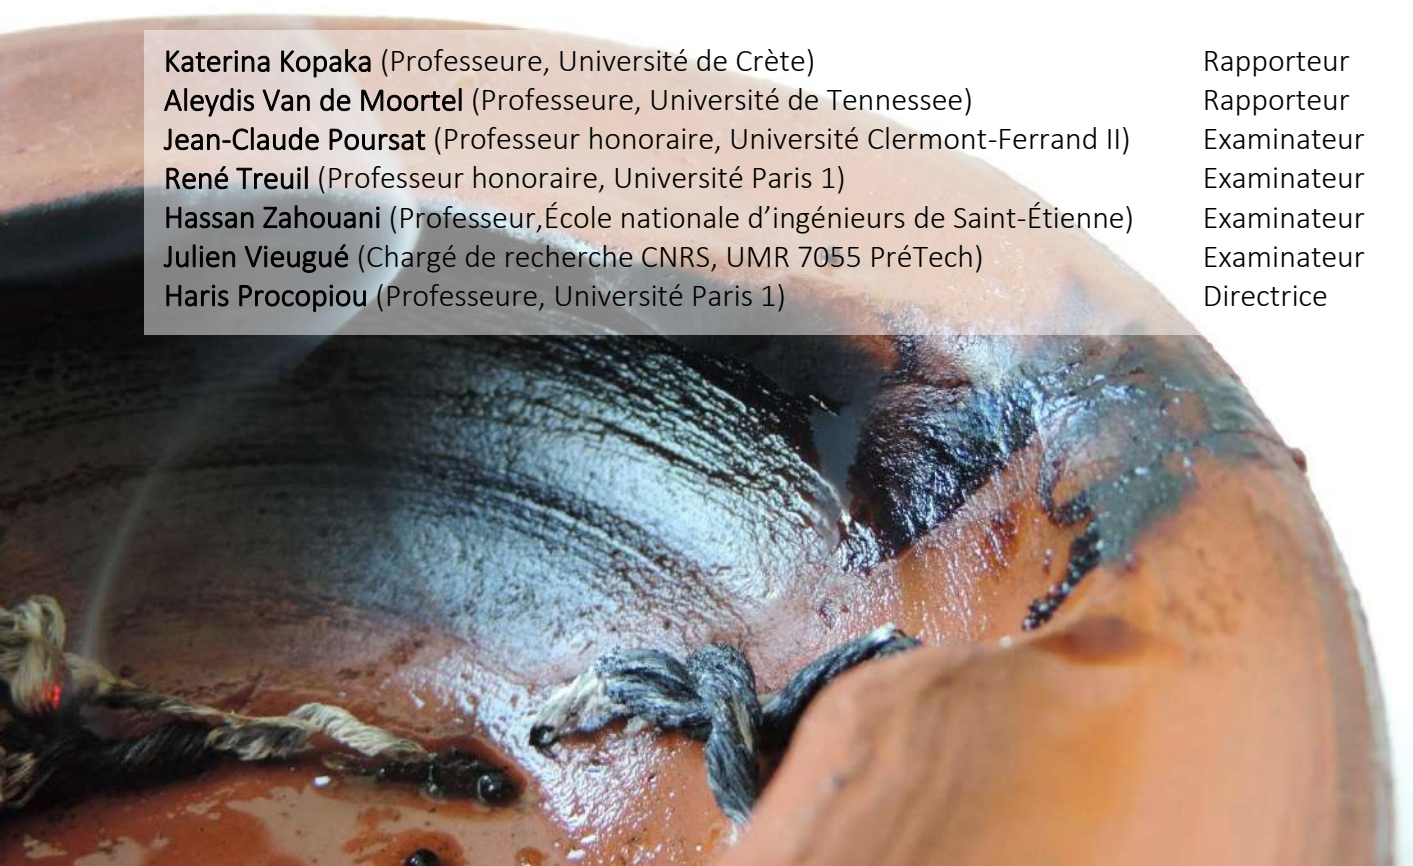 Katerina Kopaka (Professeure, Université de Crète) Rapporteur
Aleydis Van de Moortel (Professeure, Université de Tennessee) Rapporteur
Jean-Claude Poursat (Professeur honoraire, Université Clermont-Ferrand II) Examinateur
René Treuil (Professeur honoraire, Université Paris 1) Examinateur
Hassan Zahouani (Professeur,École nationale d’ingénieurs de Saint-Étienne) Examinateur
Julien Vieugué (Chargé de recherche CNRS, UMR 7055 PréTech) Examinateur
Haris Procopiou (Professeure, Université Paris 1) Directrice